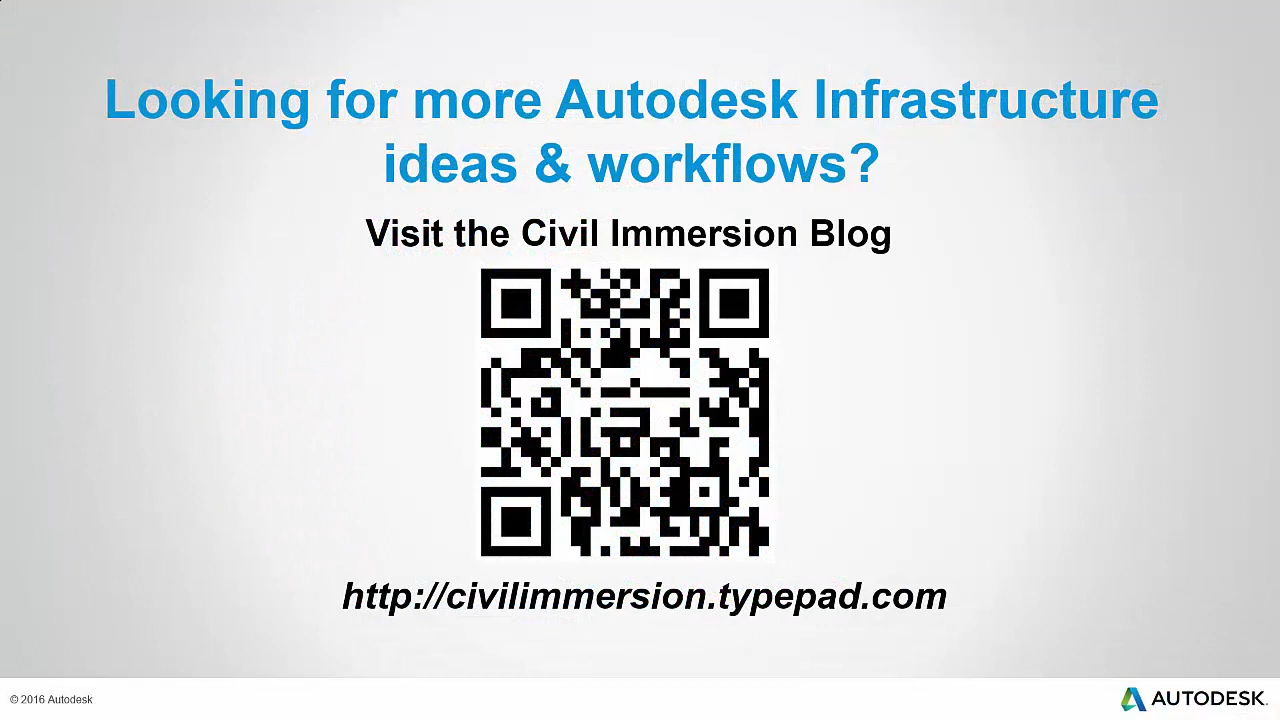 Looking for more Autodesk Infrastructure
ideas & workflows?
Visit the Civil Immersion Blog
http://civilimmersion.typepad.com
© 2016 Autodesk
AUTODESK.